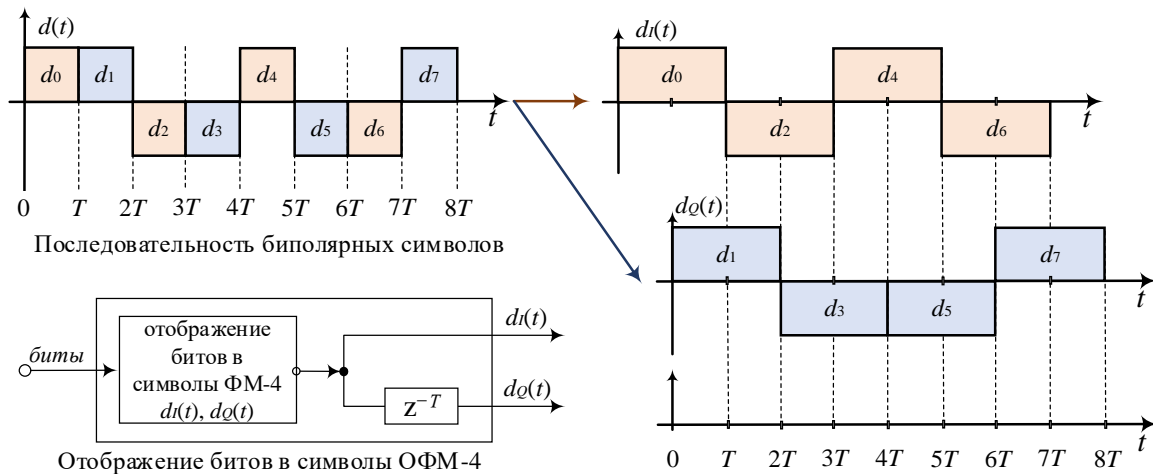 d(t)
d0 d1 d4 d7
d2 d3 d5 d6
t
0 T 2T 3T 4T 5T 6T 7T 8T
Последовательность биполярных символов
dI(t)
d0 d4
d2 d6
t
dQ(t)
d1 d7
d3 d5
t
t
0 T 2T 3T 4T 5T 6T 7T 8T
биты
отображение
битов в
символы ФМ-4
dI(t), dQ(t)
z−T
dI(t)
dQ(t)
Отображение битов в символы ОФМ-4